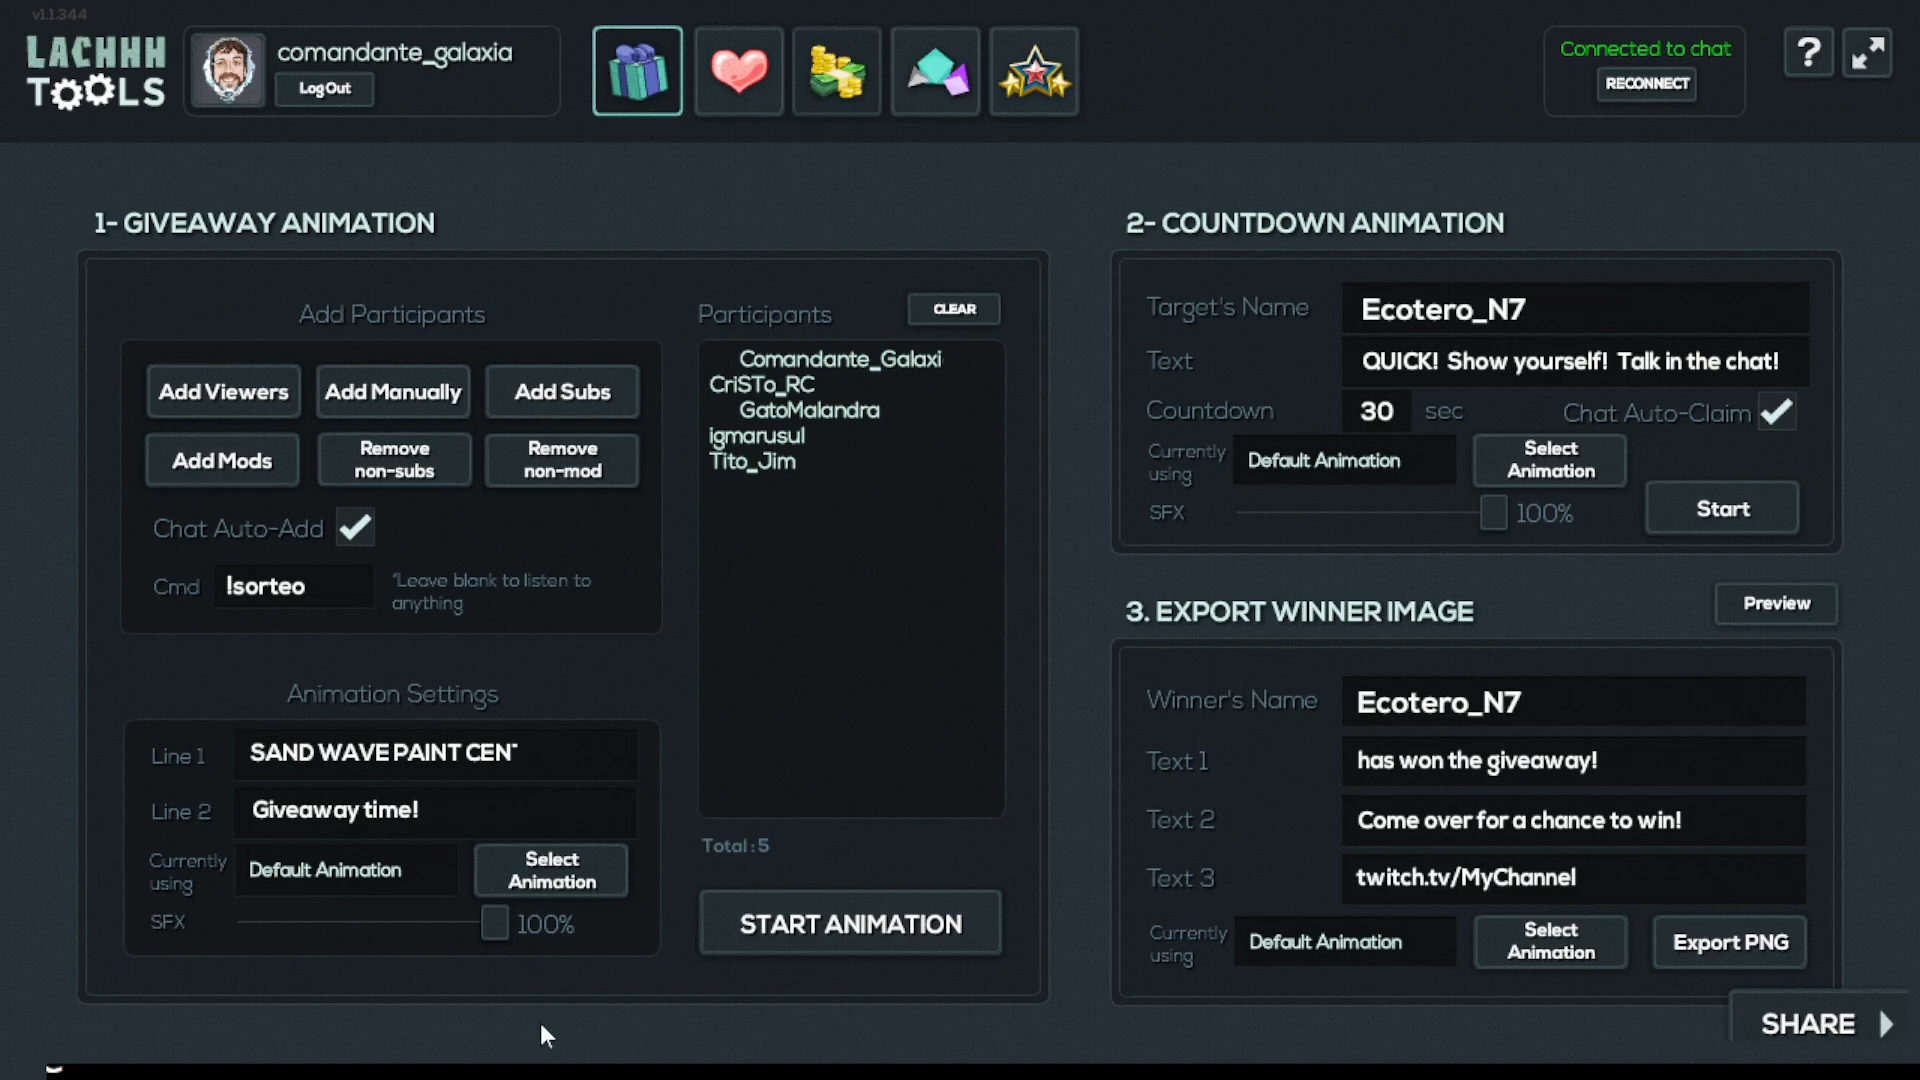 v1.1.344
LACHHH
TOOLS
comandante_galaxia
Log Out
Connected to chat
RECONNECT
?
1- GIVEAWAY ANIMATION
Add Participants
Add Viewers
Add Manually
Add Subs
Add Mods
Remove
non-subs
Remove
non-mod
Chat Auto-Add
Cmd
!sorteo
*Leave blank to listen to
anything
Participants
CLEAR
Comandante_Galaxi
CriSTo_RC
GatoMalandra
igmarusul
Tito_Jim
Total : 5
START ANIMATION
Animation Settings
Line 1
SAND WAVE PAINT CEN
Line 2
Giveaway time!
Currently
using
Default Animation
Select
Animation
SFX
100%
2- COUNTDOWN ANIMATION
Target's Name
Ecotero_N7
Text
QUICK! Show yourself! Talk in the chat!
Countdown
30
sec
Chat Auto-Claim
Currently
using
Default Animation
Select
Animation
SFX
100%
Start
3. EXPORT WINNER IMAGE
Preview
Winner's Name
Ecotero_N7
Text 1
has won the giveaway!
Text 2
Come over for a chance to win!
Text 3
twitch.tv/MyChannel
Currently
using
Default Animation
Select
Animation
Export PNG
SHARE